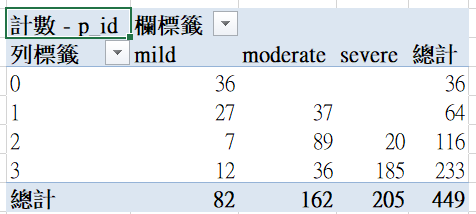 計數 - p_id 欄標籤
列標籤 mild moderate severe 總計
0 36 36
1 27 37 64
2 7 89 20 116
3 12 36 185 233
總計 82 162 205 449